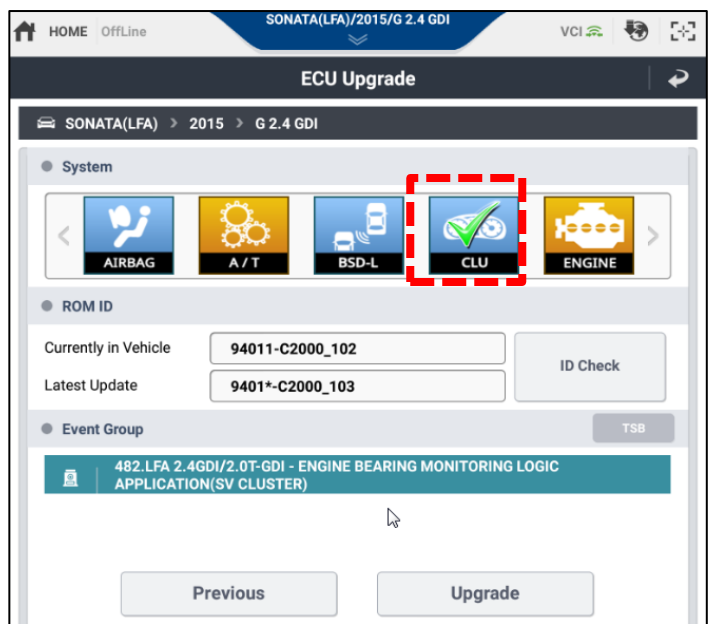 SONATA(LFA)/2015/G 2.4 GDI
HOME OffLine
VCI
ECU Upgrade
SONATA(LFA) > 2015 > G 2.4 GDI
System
AIRBAG
A/T
BSD-L
CLU
ENGINE
ROM ID
Currently in Vehicle
94011-C2000_102
ID Check
Latest Update
9401*-C2000_103
Event Group
TSB
482.LFA 2.4GDI/2.0T-GDI - ENGINE BEARING MONITORING LOGIC
APPLICATION(SV CLUSTER)
Previous
Upgrade